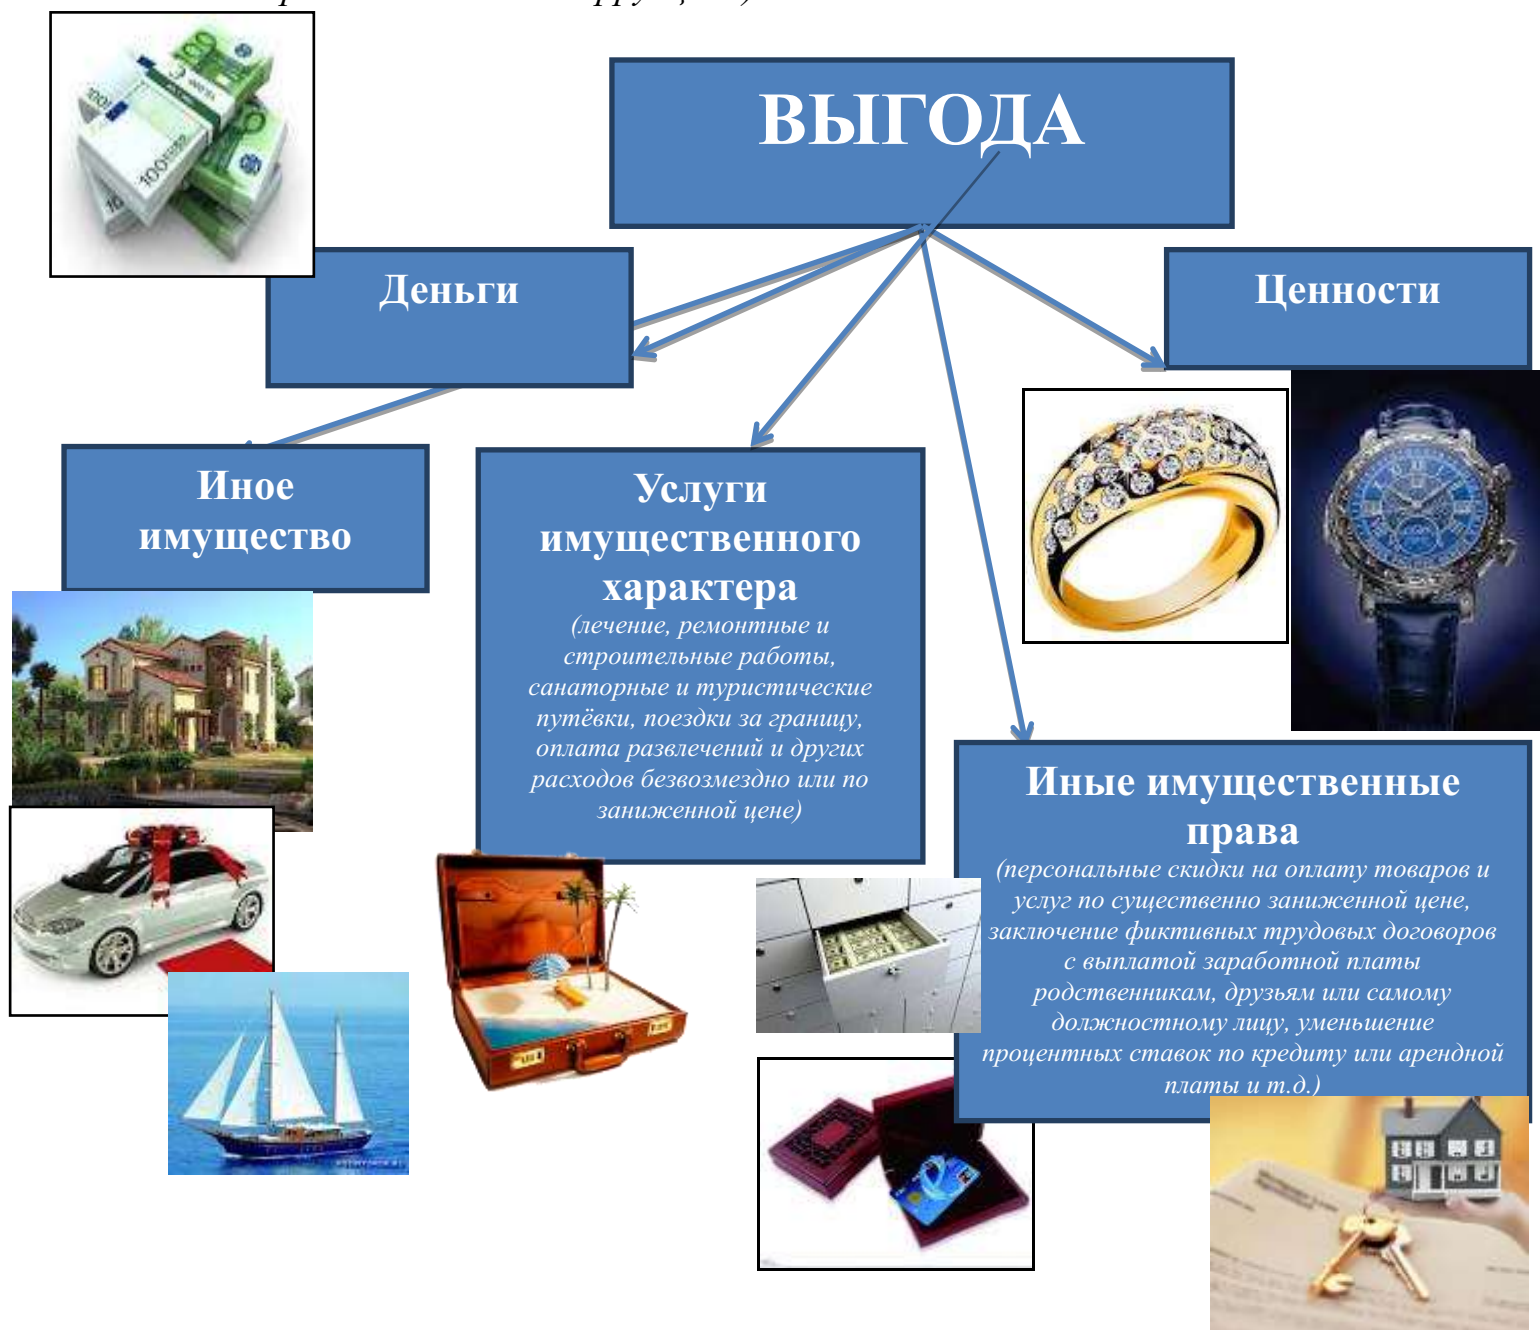 ВЫГОДА
Деньги
Ценности
Иное
имущество
Услуги
имущественного
характера
(лечение, ремонтные и
строительные работы,
санаторные и туристические
путёвки, поездки за границу,
оплата развлечений и других
расходов безвозмездно или по
заниженной цене)
Иные имущественные
права
(персональные скидки на оплату товаров и
услуг по существенно заниженной цене,
заключение фиктивных трудовых договоров
с выплатой заработной платы
родственникам, друзьям или самому
должностному лицу, уменьшение
процентных ставок по кредиту или арендной
платы и т.д.)
100
100
100